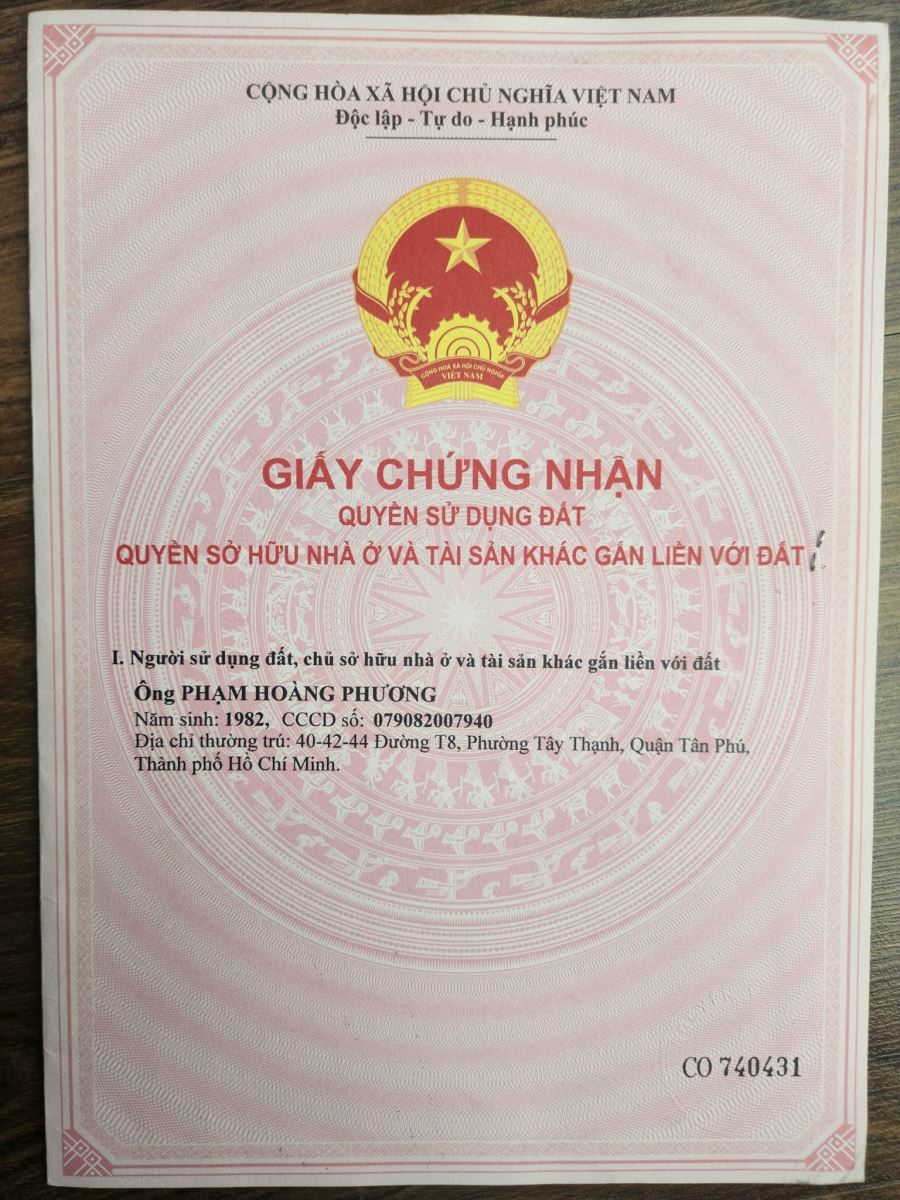 CỘNG HÒA XÃ HỘI CHỦ NGHĨA VIỆT NAM
Độc lập - Tự do - Hạnh phúc
CỘNG HÒA XÃ HỘI CHỦ NGHĨA
VIỆT NAM
GIẤY CHỨNG NHẬN
QUYỀN SỬ DỤNG ĐẤT
QUYỀN SỞ HỮU NHÀ Ở VÀ TÀI SẢN KHÁC GẮN LIỀN VỚI ĐẤT
I. Người sử dụng đất, chủ sở hữu nhà ở và tài sản khác gắn liền với đất
Ông PHẠM HOÀNG PHƯƠNG
Năm sinh: 1982, CCCD số: 079082007940
Địa chỉ thường trú: 40-42-44 Đường T8, Phường Tây Thạnh, Quận Tân Phú,
Thành phố Hồ Chí Minh.
CO 740431